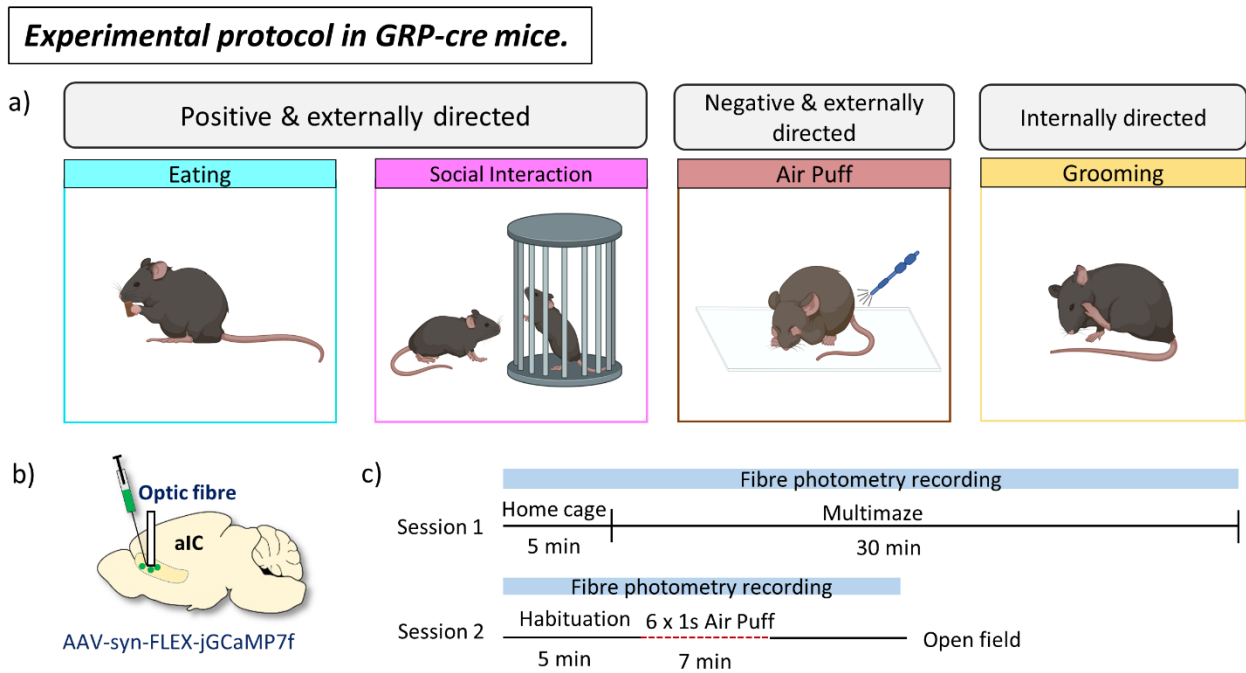 Experimental protocol in GRP-cre mice.
a)
Positive & externally directed
Negative & externally
directed
Internally directed
Eating
Social Interaction
Air Puff
Grooming
b)
Optic fibre
aIC
AAV-syn-FLEX-jGCaMP7f
c)
Fibre photometry recording
Home cage
Multimaze
Session 1
5 min
30 min
Fibre photometry recording
Habituation
6 x 1s Air Puff
Session 2
Open field
5 min
7 min